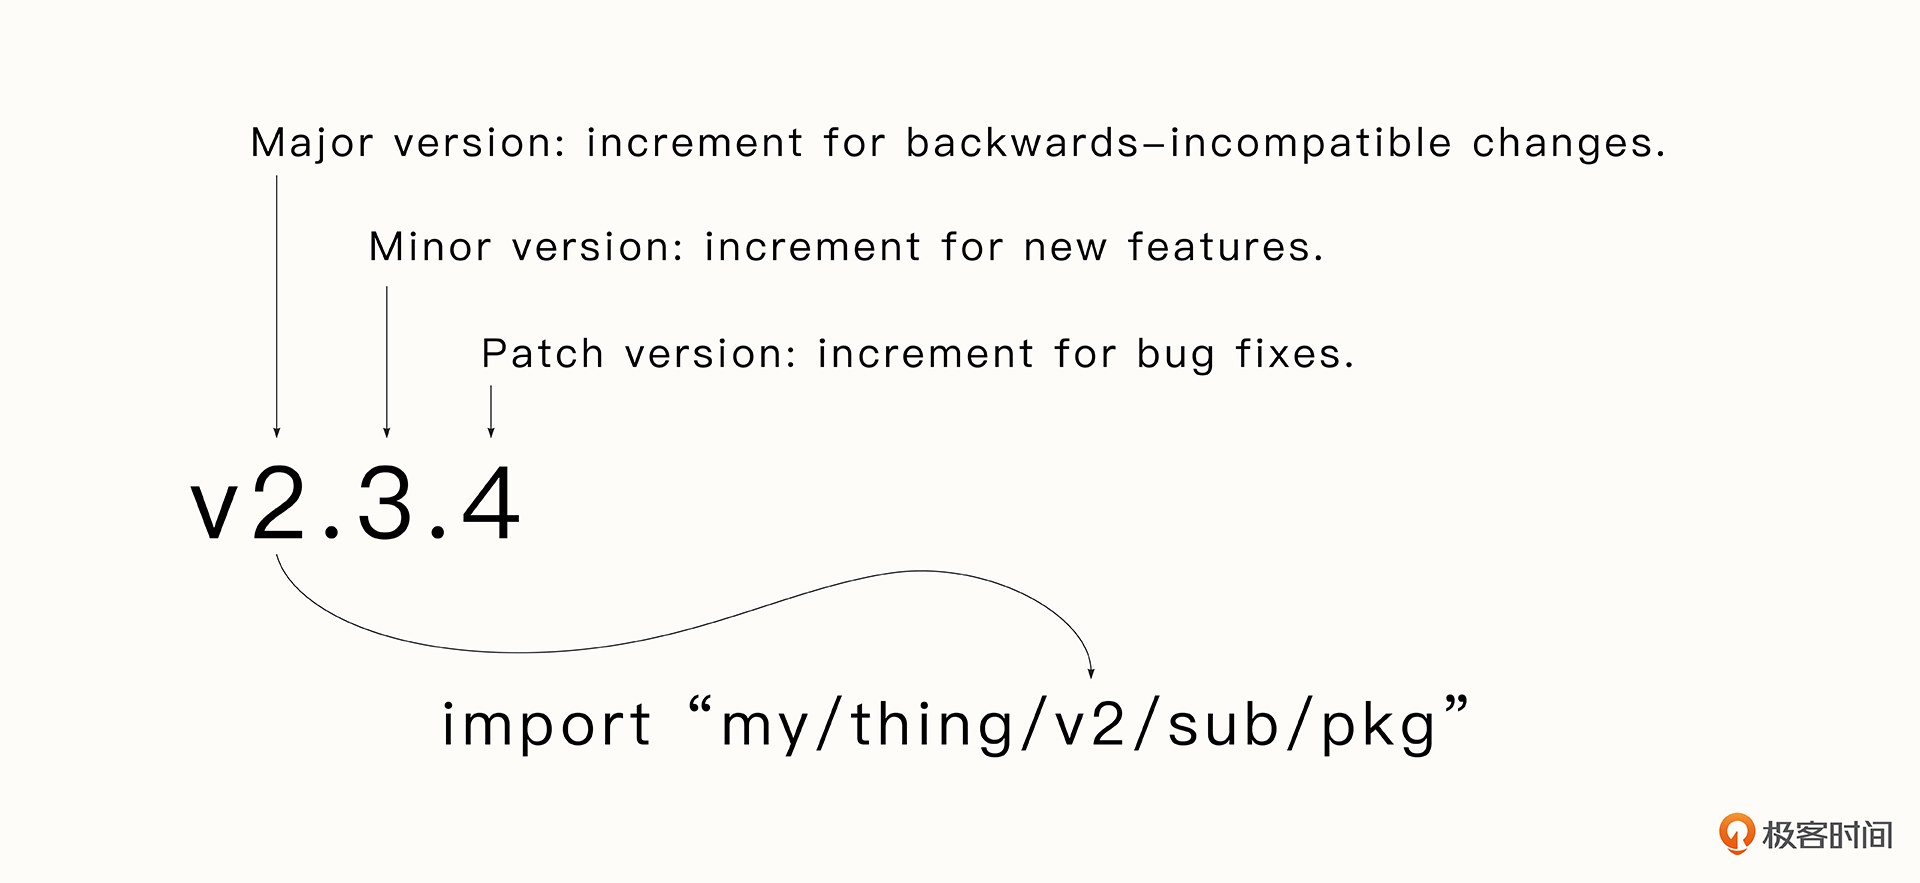 Major version: increment for backwards-incompatible changes.
Minor version: increment for new features.
Patch version: increment for bug fixes.
v2.3.4
import “my/thing/v2/sub/pkg”
极客时间